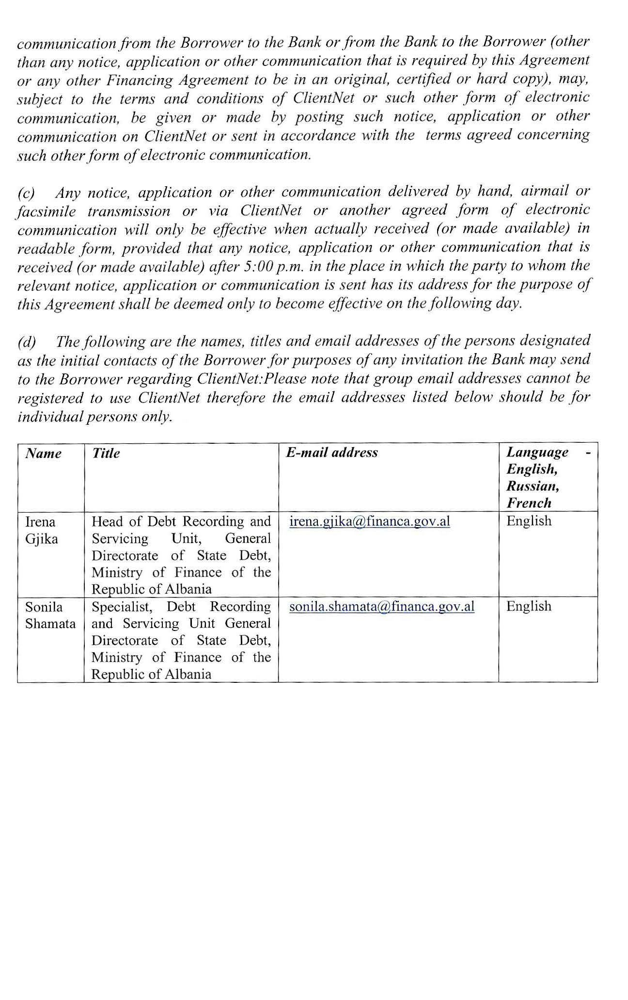 communication from the Borrower to the Bank or from the Bank to the Borrower (other
than any notice, application or other communication that is required by this Agreement
or any other Financing Agreement to be in an original, certified or hard copy), may,
subject to the terms and conditions of ClientNet or such other form of electronic
communication, be given or made by posting such notice, application or other
communication on ClientNet or sent in accordance with the terms agreed concerning
such other form of electronic communication.
(c) Any notice, application or other communication delivered by hand, airmail or
facsimile transmission or via ClientNet or another agreed form of electronic
communication will only be effective when actually received (or made available) in
readable form, provided that any notice, application or other communication that is
received (or made available) after 5:00 p.m. in the place in which the party to whom the
relevant notice, application or communication is sent has its address for the purpose of
this Agreement shall be deemed only to become effective on the following day.
(d) The following are the names, titles and email addresses of the persons designated
as the initial contacts of the Borrower for purposes of any invitation the Bank may send
to the Borrower regarding ClientNet:Please note that group email addresses cannot be
registered to use ClientNet therefore the email addresses listed below should be for
individual persons only.
Name
Title
E-mail address
Language -
English,
Russian,
French
Irena
Gjika
Head of Debt Recording and
Servicing Unit, General
Directorate of State Debt,
Ministry of Finance of the
Republic of Albania
irena.gjika@financa.gov.al
English
Sonila
Shamata
Specialist, Debt Recording
and Servicing Unit General
Directorate of State Debt,
Ministry of Finance of the
Republic of Albania
sonila.shamata@financa.gov.al
English